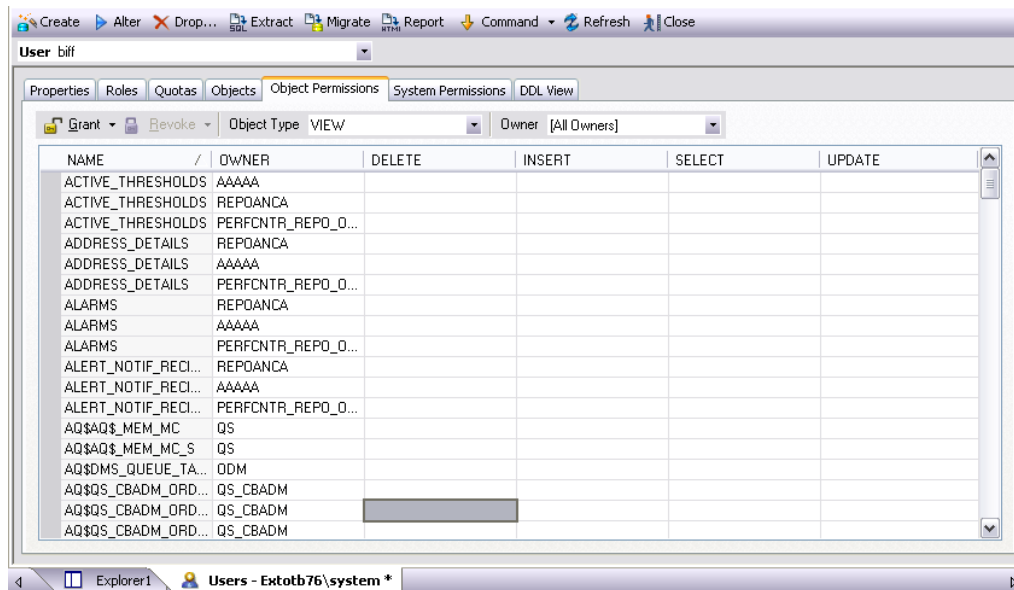 Create Alter Drop... SQL Extract Migrate HTMI Report Command Refresh Close
User biff
Properties Roles Quotas Objects Object Permissions System Permissions DDL View
Grant Revoke Object Type VIEW Owner [All Owners]
NAME / OWNER DELETE INSERT SELECT UPDATE
ACTIVE_THRESHOLDS AAAAA
ACTIVE_THRESHOLDS REPOANCA
ACTIVE_THRESHOLDS PERFCNTR_REPO_O...
ADDRESS_DETAILS REPOANCA
ADDRESS_DETAILS AAAAA
ADDRESS_DETAILS PERFCNTR_REPO_O...
ALARMS REPOANCA
ALARMS AAAAA
ALARMS PERFCNTR_REPO_O...
ALERT_NOTIF_RECI... REPOANCA
ALERT_NOTIF_RECI... AAAAA
ALERT_NOTIF_RECI... PERFCNTR_REPO_O...
AQ$AQ$_MEM_MC QS
AQ$AQ$_MEM_MC_S QS
AQ$DMS_QUEUE_TA... ODM
AQ$QS_CBADM_ORD... QS_CBADM
AQ$QS_CBADM_ORD... QS_CBADM
AQ$QS_CBADM_ORD... QS_CBADM
Explorer1 Users - Extotb76\system *